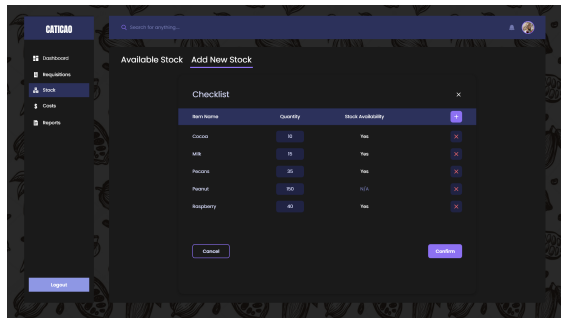 CATICAO
Search for anything...
Dashboard
Requisitions
Stock
$ Costs
Reports
Logout
Available Stock Add New Stock
Checklist ×
Item Name Quantity Stock Availability +
Cocoa 10 Yes ×
Milk 15 Yes ×
Pecans 25 Yes ×
Peanut 150 N/A ×
Raspberry 40 Yes ×
Cancel Confirm